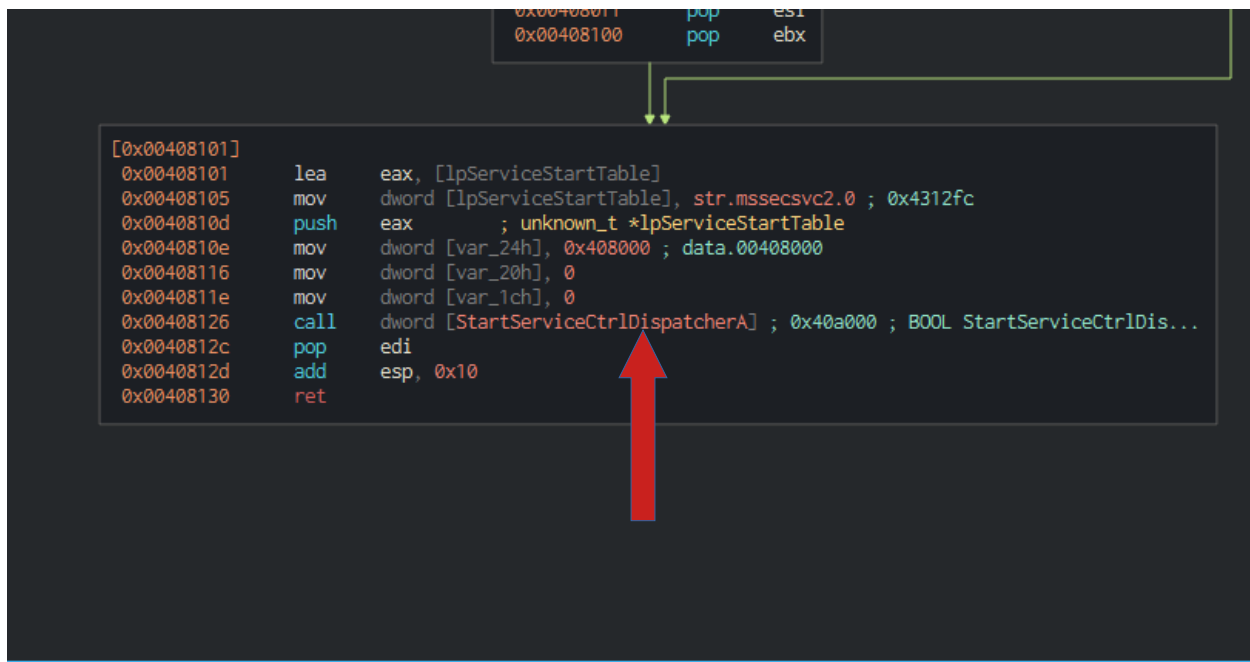 pop esi
0x00408100 pop ebx
[0x00408101]
0x00408101 lea eax, [lpServiceStartTable]
0x00408105 mov dword [lpServiceStartTable], str.mssecsvc2.0 ; 0x4312fc
0x0040810d push eax ; unknown_t *lpServiceStartTable
0x0040810e mov dword [var_24h], 0x408000 ; data.00408000
0x00408116 mov dword [var_20h], 0
0x0040811e mov dword [var_1ch], 0
0x00408126 call dword [StartServiceCtrlDispatcherA] ; 0x40a000 ; BOOL StartServiceCtrlDis...
0x0040812c pop edi
0x0040812d add esp, 0x10
0x00408130 ret